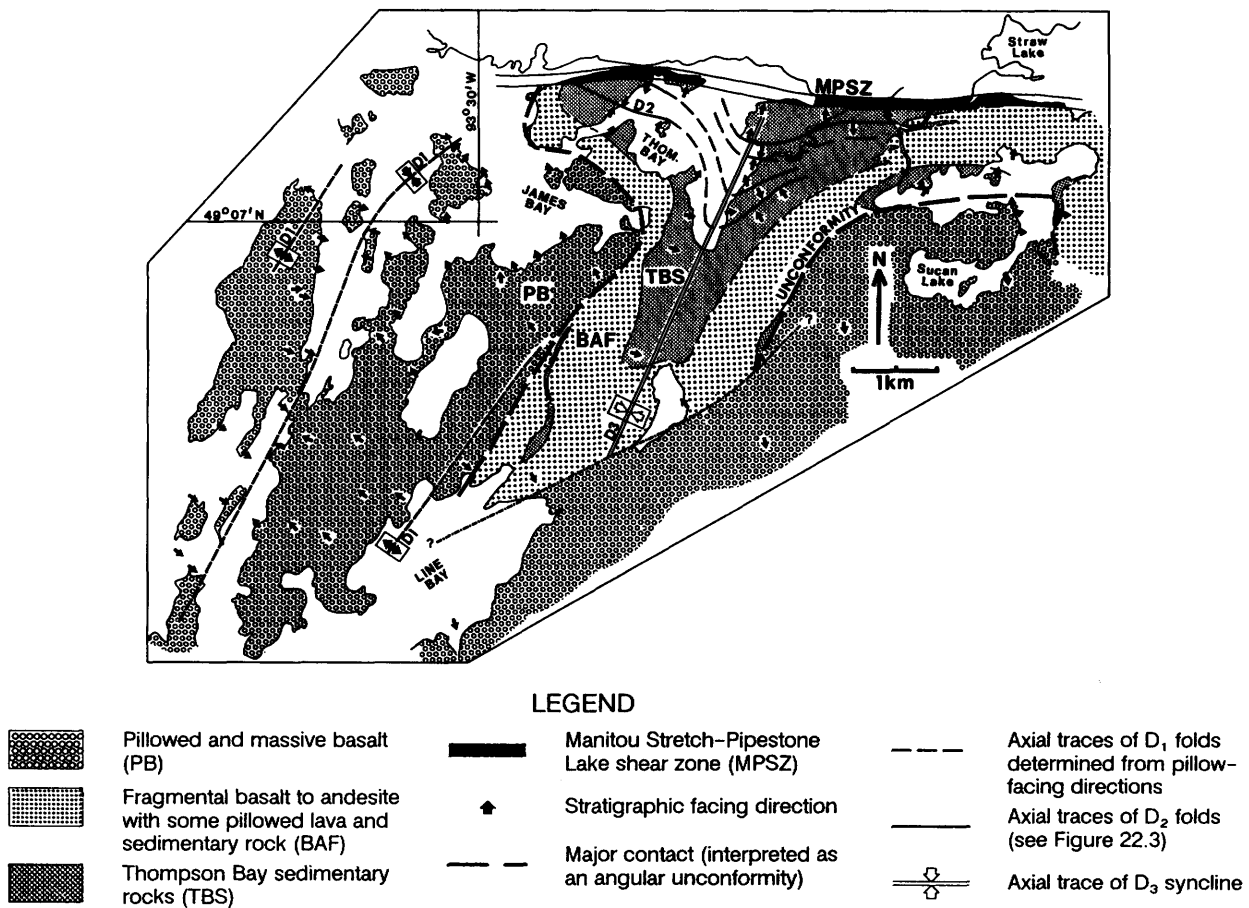 Straw
Lake
MPSZ
93° 30' W
D2
THOM.
BAY
D1
JAMES
BAY
49° 07' N
D1
UNCONFORMITY
N
Sucan
Lake
TBS
PB
BAF
?
1km
D3
D1
?
LINE
BAY
LEGEND
Pillowed and massive basalt
(PB)
Fragmental basalt to andesite
with some pillowed lava and
sedimentary rock (BAF)
Thompson Bay sedimentary
rocks (TBS)
Manitou Stretch-Pipestone
Lake shear zone (MPSZ)
Stratigraphic facing direction
Major contact (interpreted as
an angular unconformity)
Axial traces of D₁ folds
determined from pillow-
facing directions
Axial traces of D₂ folds
(see Figure 22.3)
Axial trace of D₃ syncline